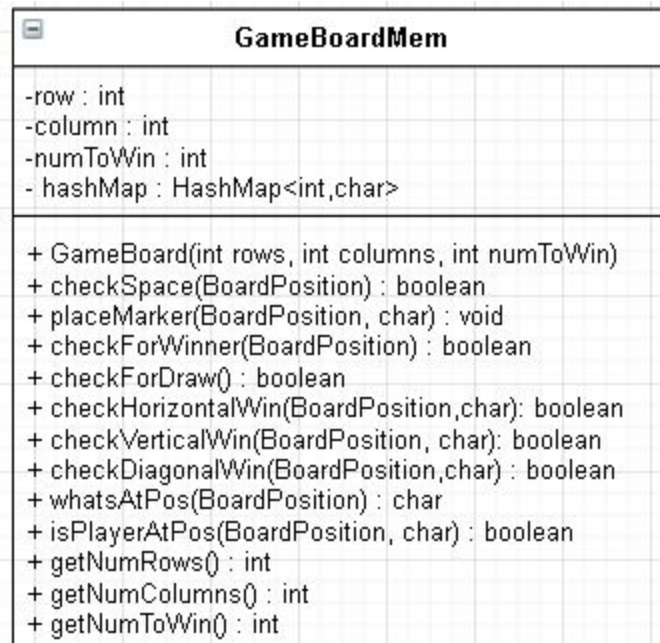 GameBoardMem
-row : int
-column : int
-numToWin : int
- hashMap : HashMap<int,char>
+ GameBoard(int rows, int columns, int numToWin)
+ checkSpace(BoardPosition) : boolean
+ placeMarker(BoardPosition, char) : void
+ checkForWinner(BoardPosition) : boolean
+ checkForDraw() : boolean
+ checkHorizontalWin(BoardPosition,char): boolean
+ checkVerticalWin(BoardPosition, char): boolean
+ checkDiagonalWin(BoardPosition,char) : boolean
+ whatsAtPos(BoardPosition) : char
+ isPlayerAtPos(BoardPosition, char) : boolean
+ getNumRows() : int
+ getNumColumns() : int
+ getNumToWin() : int